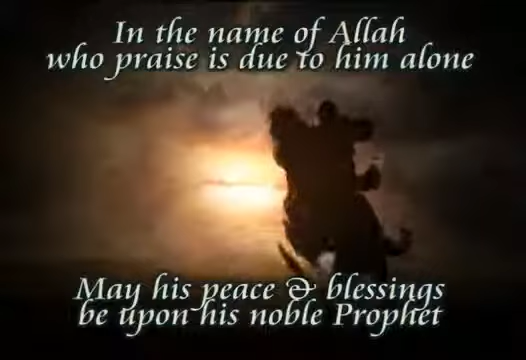 In the name of Allah
who praise is due to him alone
May his peace & blessings
be upon his noble Prophet